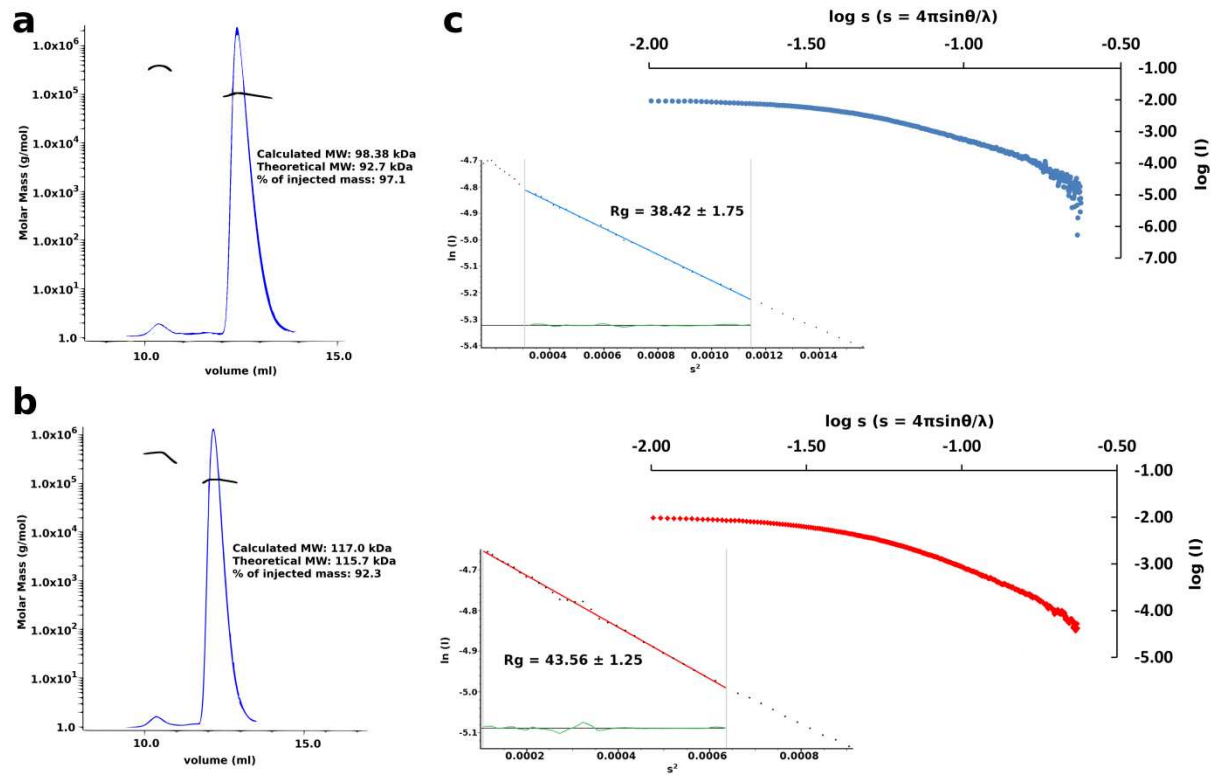 a
1.0x10⁶
1.0x10⁵
1.0x10⁴
1.0x10³
1.0x10²
1.0x10¹
1.0
Molar Mass (g/mol)
Calculated MW: 98.38 kDa
Theoretical MW: 92.7 kDa
% of injected mass: 97.1
10.0 15.0
volume (ml)
b
1.0x10⁶
1.0x10⁵
1.0x10⁴
1.0x10³
1.0x10²
1.0x10¹
1.0
Molar Mass (g/mol)
Calculated MW: 117.0 kDa
Theoretical MW: 115.7 kDa
% of injected mass: 92.3
10.0 15.0
volume (ml)
c
log s (s = 4πsinθ/λ)
-2.00 -1.50 -1.00 -0.50
-1.00
-2.00
-3.00
-4.00
-5.00
-6.00
-7.00
log (I)
-4.7
-4.8
-4.9
-5.0
-5.1
-5.2
-5.3
-5.4
ln (I)
Rg = 38.42 ± 1.75
0.0004 0.0006 0.0008 0.0010 0.0012 0.0014
s²
log s (s = 4πsinθ/λ)
-2.00 -1.50 -1.00 -0.50
-1.00
-2.00
-3.00
-4.00
-5.00
log (I)
-4.7
-4.8
-4.9
-5.0
-5.1
ln (I)
Rg = 43.56 ± 1.25
0.0002 0.0004 0.0006 0.0008
s²